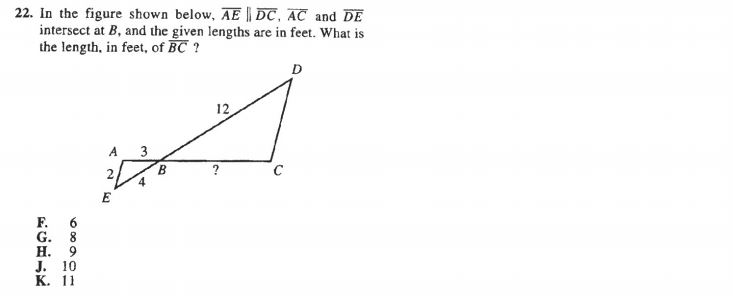 22. In the figure shown below, AE || DC, AC and DE
intersect at B, and the given lengths are in feet. What is
the length, in feet, of BC ?
D
12
A 3
B ? C
2 4
E
F. 6
G. 8
H. 9
J. 10
K. 11